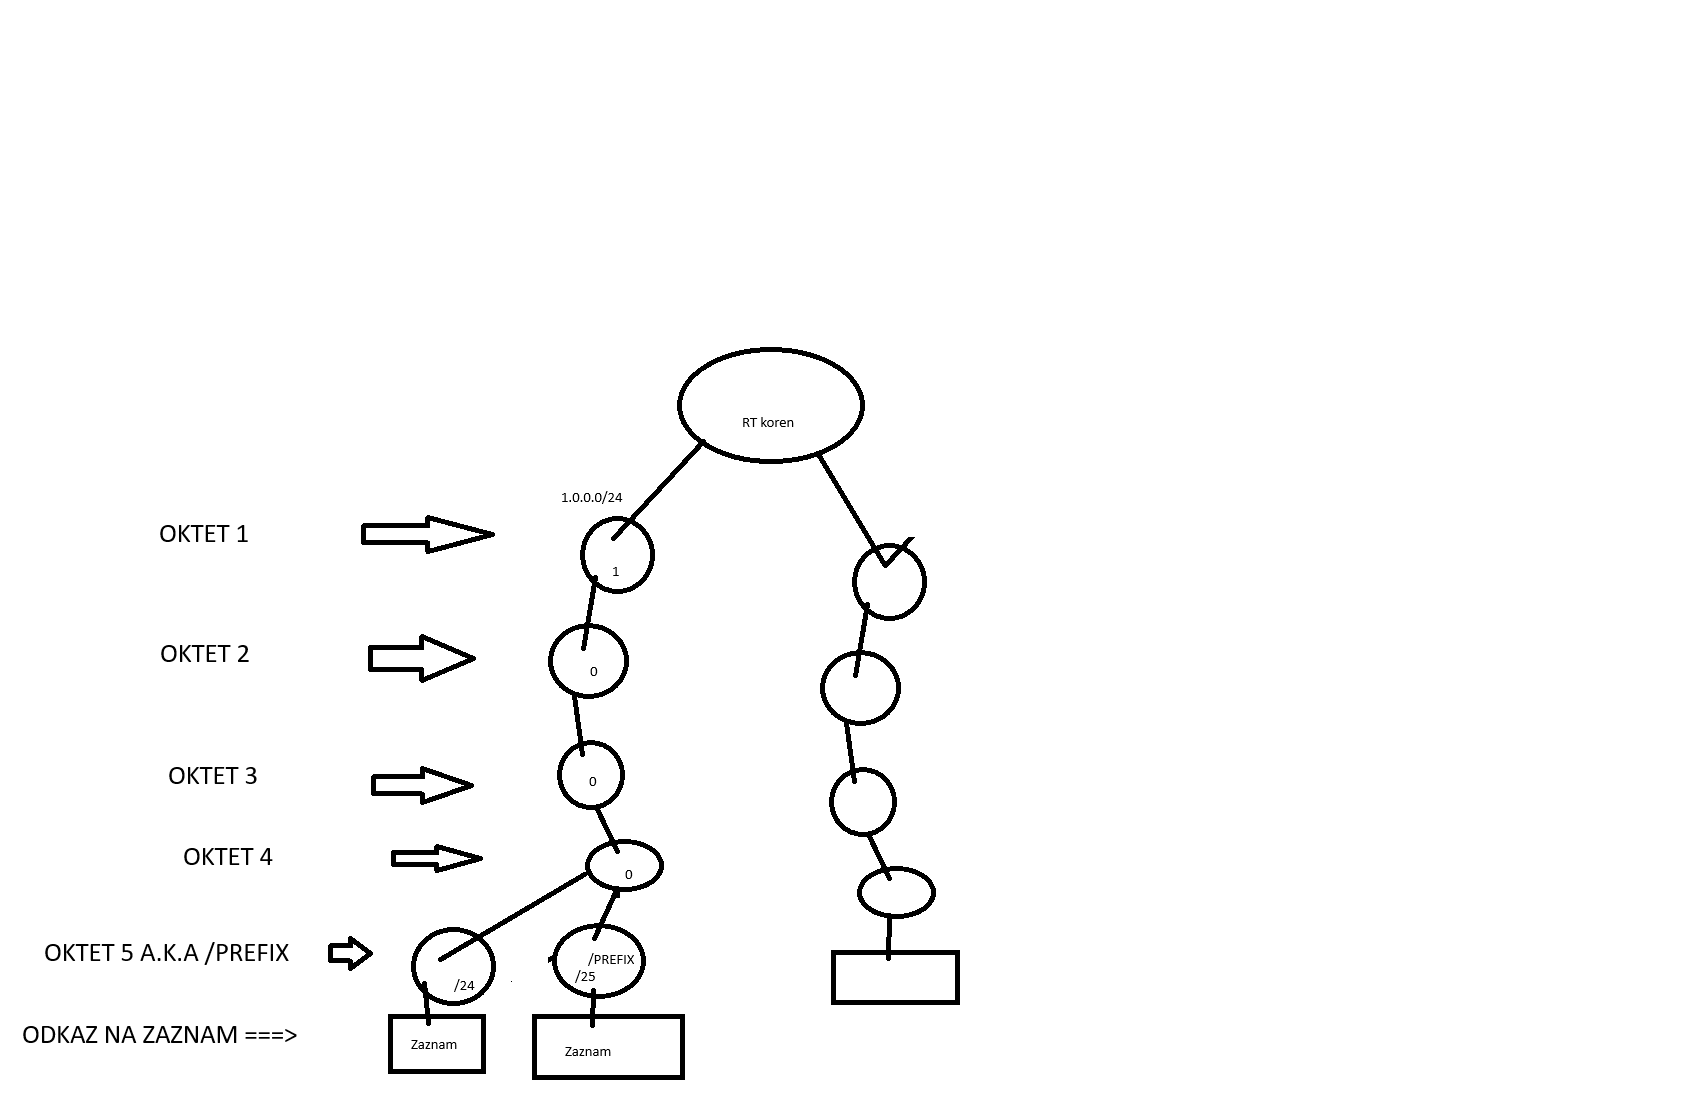 RT koren
1.0.0.0/24
OKTET 1
1
OKTET 2
0
OKTET 3
0
OKTET 4
0
OKTET 5 A.K.A /PREFIX
/24
/PREFIX
/25
ODKAZ NA ZAZNAM ===>
Zaznam
Zaznam